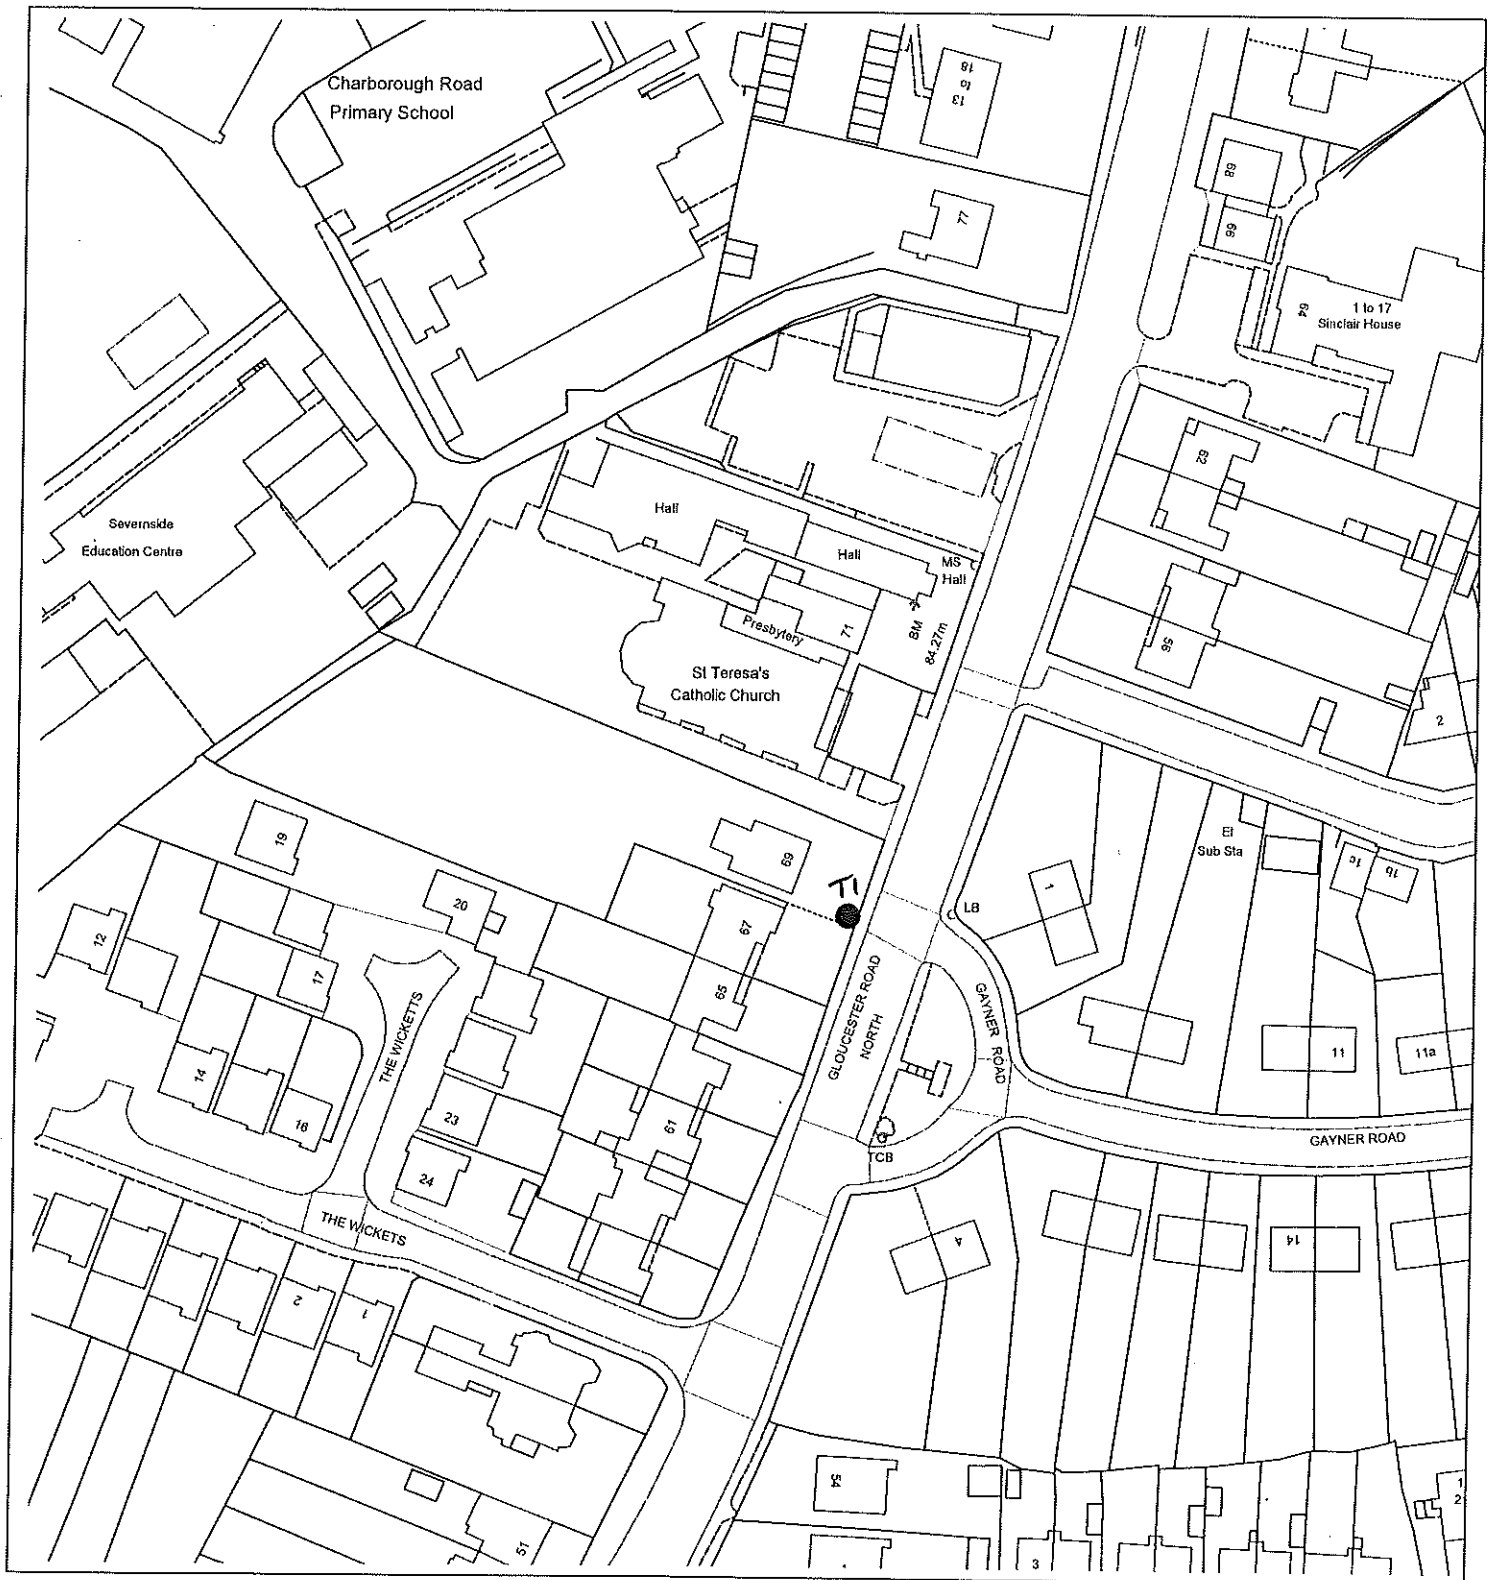 Charborough Road
Primary School
13
to
18
77
68
66
64
1 to 17
Sinclair House
62
Severnside
Education Centre
Hall
Hall
MS
Hall
Presbytery
71
BM
84.27m
56
St Teresa's
Catholic Church
2
El
Sub Sta
1c
1b
19
69
T1
1
LB
20
12
67
17
65
GLOUCESTER ROAD
NORTH
GAYNER ROAD
THE WICKETTS
11
11a
14
23
16
61
TCB
GAYNER ROAD
24
THE WICKETS
4
14
2
1
54
51
3
1
2